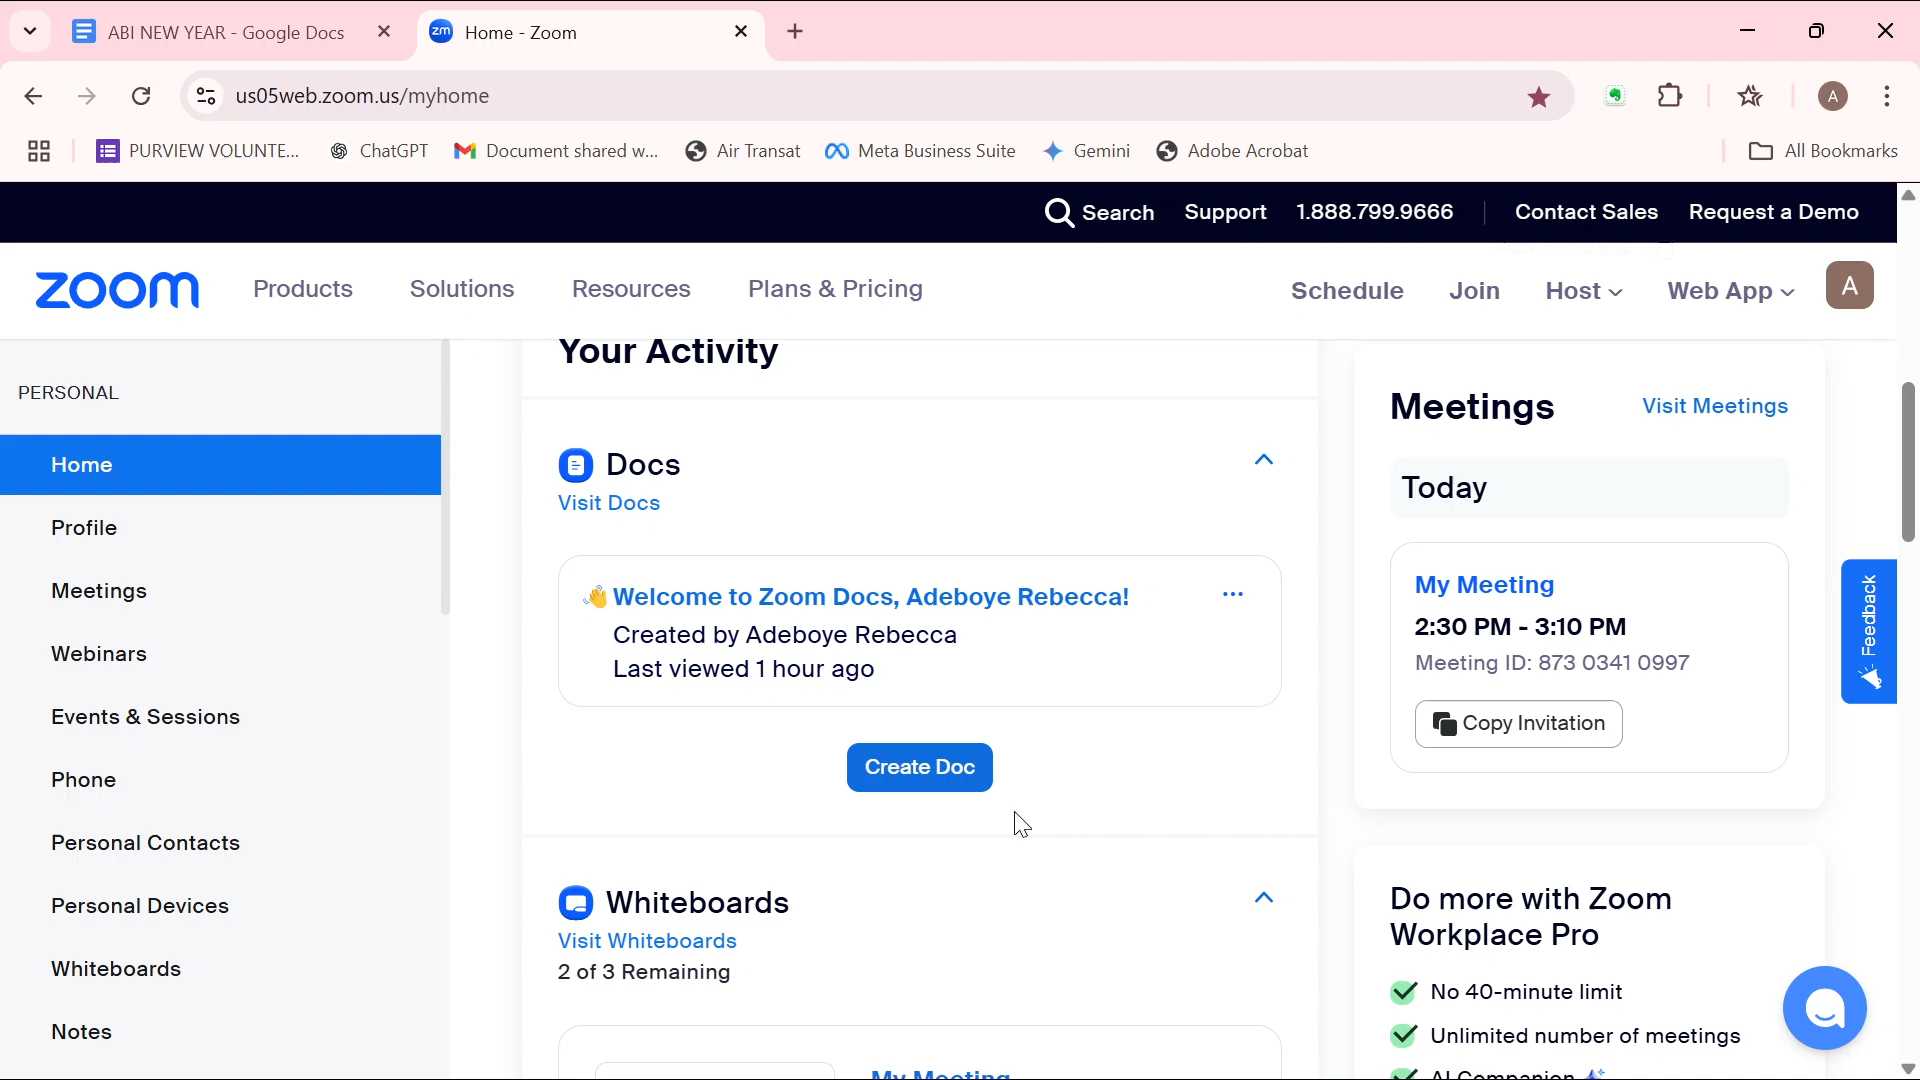 ABI NEW YEAR - Google Docs
Home - Zoom
us05web.zoom.us/myhome
A
PURVIEW VOLUNTE...
ChatGPT
Document shared w...
Air Transat
Meta Business Suite
Gemini
Adobe Acrobat
All Bookmarks
Search
Support
1.888.799.9666
Contact Sales
Request a Demo
zoom
Products
Solutions
Resources
Plans & Pricing
Schedule
Join
Host
Web App
A
PERSONAL
Home
Profile
Meetings
Webinars
Events & Sessions
Phone
Personal Contacts
Personal Devices
Whiteboards
Notes
Your Activity
Docs
Visit Docs
👋 Welcome to Zoom Docs, Adeboye Rebecca!
Created by Adeboye Rebecca
Last viewed 1 hour ago
Create Doc
Whiteboards
Visit Whiteboards
2 of 3 Remaining
My Meeting
Meetings
Visit Meetings
Today
My Meeting
2:30 PM - 3:10 PM
Meeting ID: 873 0341 0997
Copy Invitation
Do more with Zoom
Workplace Pro
No 40-minute limit
Unlimited number of meetings
AI Companion
Feedback